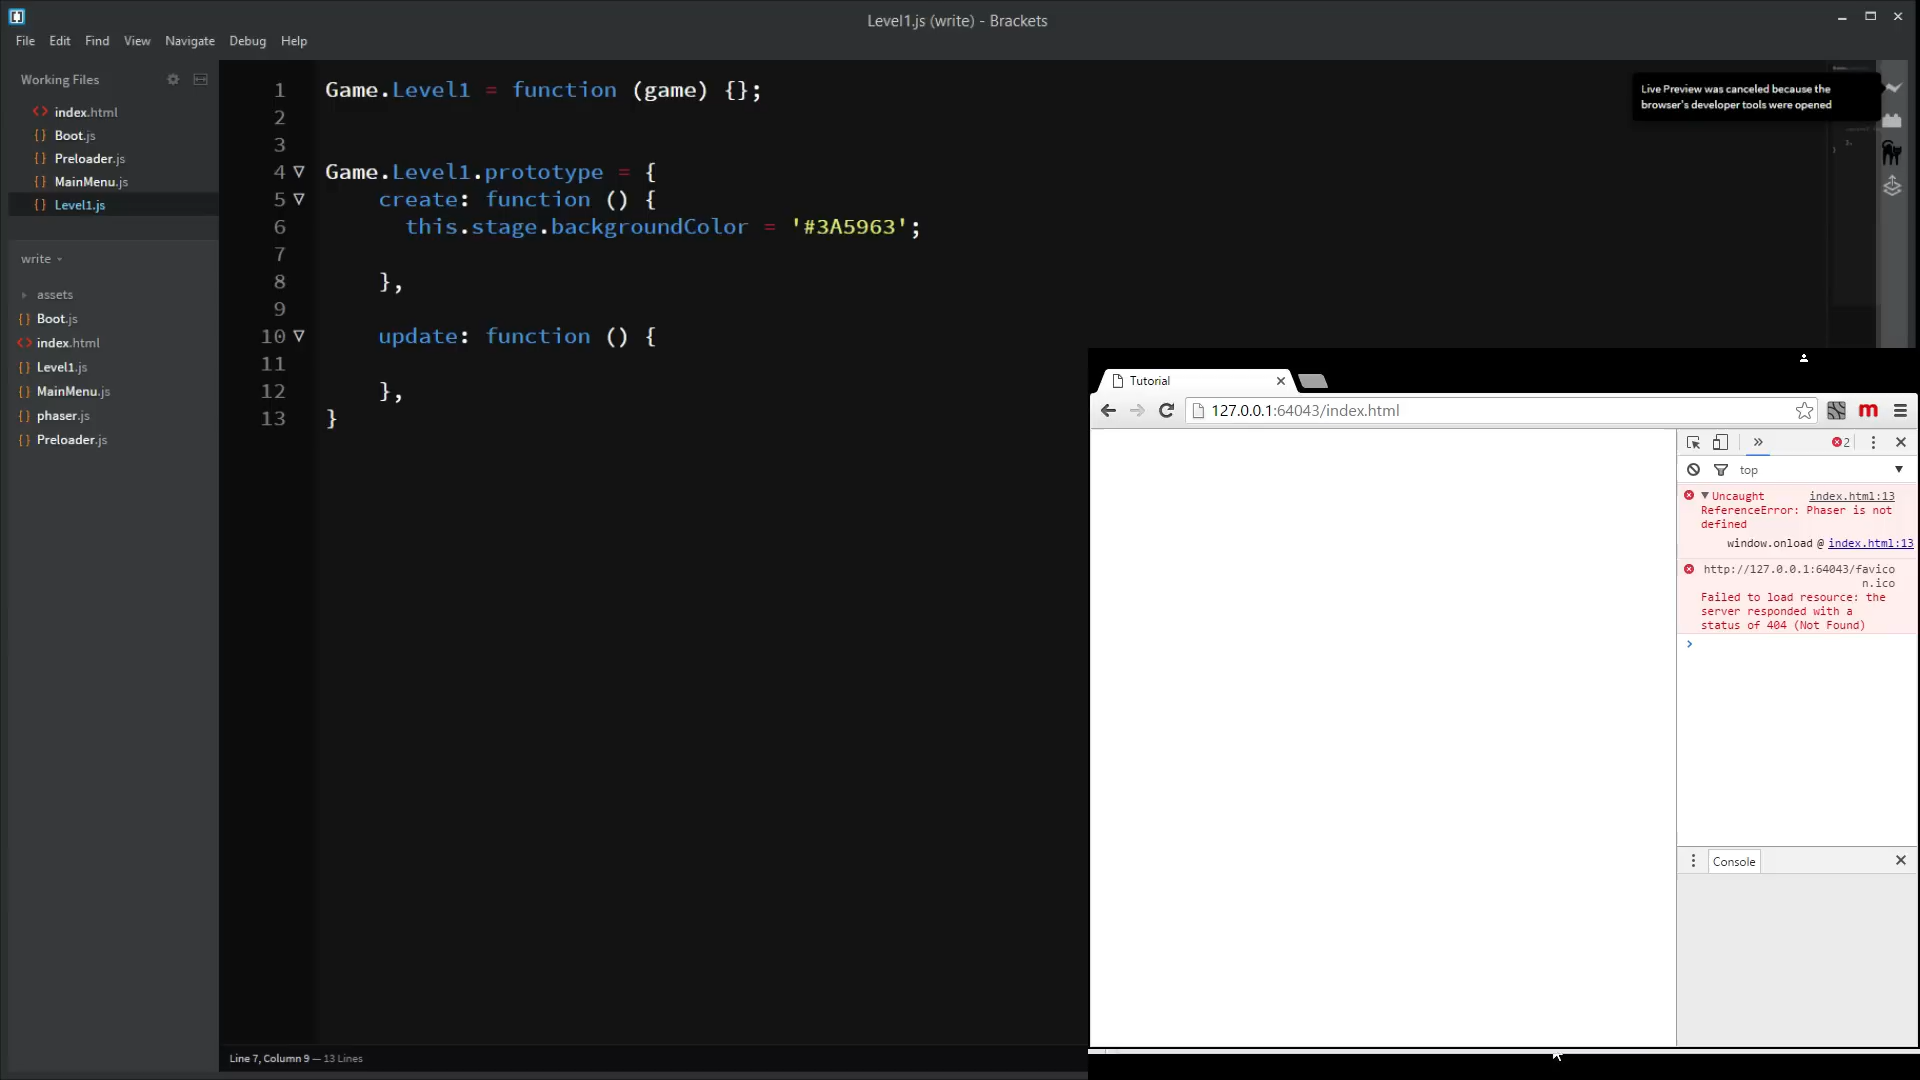 Level1.js (write) - Brackets
File Edit Find View Navigate Debug Help
Working Files
index.html
Boot.js
Preloader.js
MainMenu.js
Level1.js
write
assets
Boot.js
index.html
Level1.js
MainMenu.js
phaser.js
Preloader.js
1 Game.Level1 = function (game) {};
2
3
4 Game.Level1.prototype = {
5 create: function () {
6 this.stage.backgroundColor = '#3A5963';
7
8 },
9
10 update: function () {
11
12 },
13 }
Line 7, Column 9 — 13 Lines
Live Preview was canceled because the
browser's developer tools were opened
Tutorial
127.0.0.1:64043/index.html
m
2
top
Uncaught index.html:13
ReferenceError: Phaser is not
defined
window.onload @ index.html:13
http://127.0.0.1:64043/favico
n.ico
Failed to load resource: the
server responded with a
status of 404 (Not Found)
Console